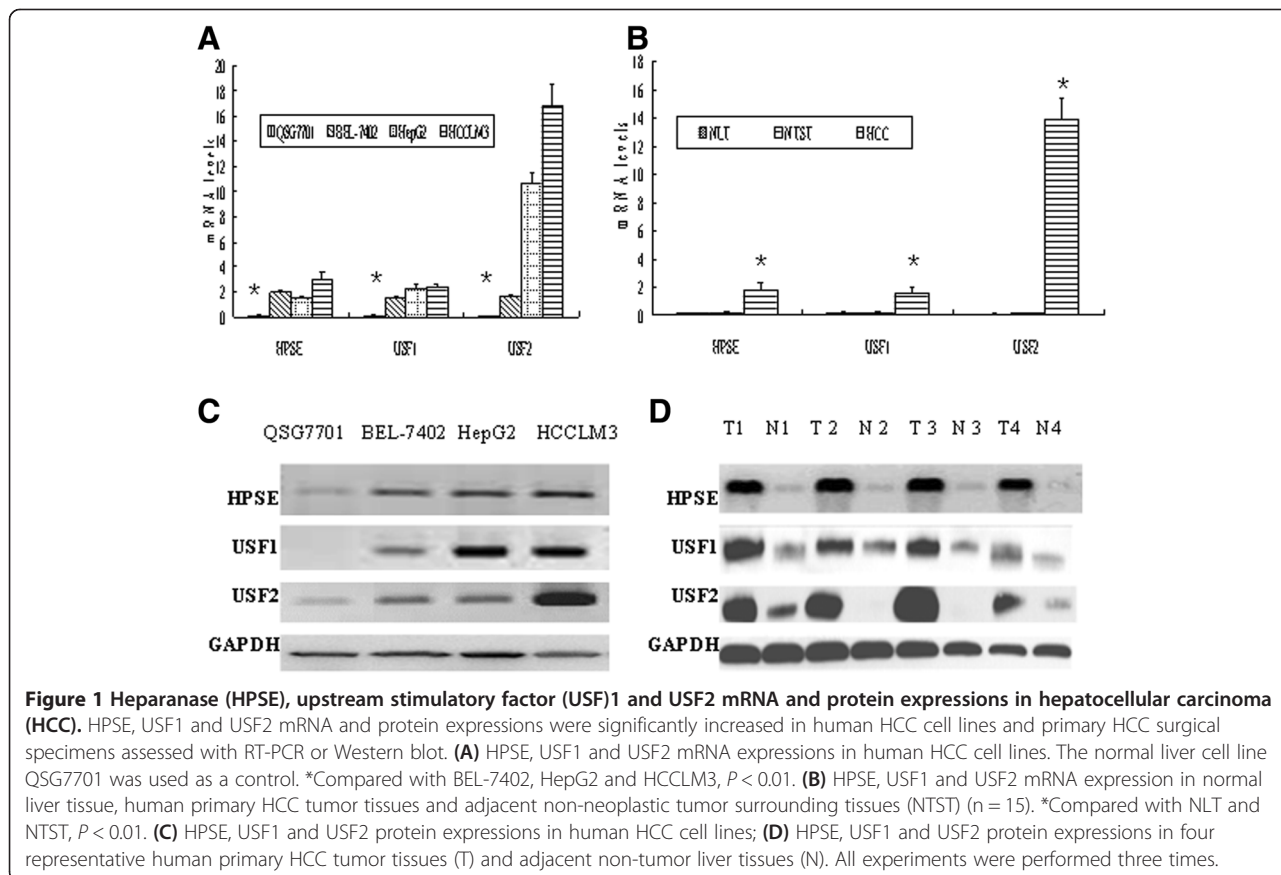 A
20
18
16
14
12
10
8
6
4
2
0
mRNA levels
QSG7701 BEL-7402 HepG2 HCCLM3
* * *
HPSE USF1 USF2
B
18
16
14
12
10
8
6
4
2
0
mRNA levels
NLT NTST HCC
* * *
HPSE USF1 USF2
C
QSG7701 BEL-7402 HepG2 HCCLM3
HPSE
USF1
USF2
GAPDH
D
T1 N1 T2 N2 T3 N3 T4 N4
HPSE
USF1
USF2
GAPDH
Figure 1 Heparanase (HPSE), upstream stimulatory factor (USF)1 and USF2 mRNA and protein expressions in hepatocellular carcinoma
(HCC). HPSE, USF1 and USF2 mRNA and protein expressions were significantly increased in human HCC cell lines and primary HCC surgical
specimens assessed with RT-PCR or Western blot. (A) HPSE, USF1 and USF2 mRNA expressions in human HCC cell lines. The normal liver cell line
QSG7701 was used as a control. *Compared with BEL-7402, HepG2 and HCCLM3, P < 0.01. (B) HPSE, USF1 and USF2 mRNA expression in normal
liver tissue, human primary HCC tumor tissues and adjacent non-neoplastic tumor surrounding tissues (NTST) (n = 15). *Compared with NLT and
NTST, P < 0.01. (C) HPSE, USF1 and USF2 protein expressions in human HCC cell lines; (D) HPSE, USF1 and USF2 protein expressions in four
representative human primary HCC tumor tissues (T) and adjacent non-tumor liver tissues (N). All experiments were performed three times.